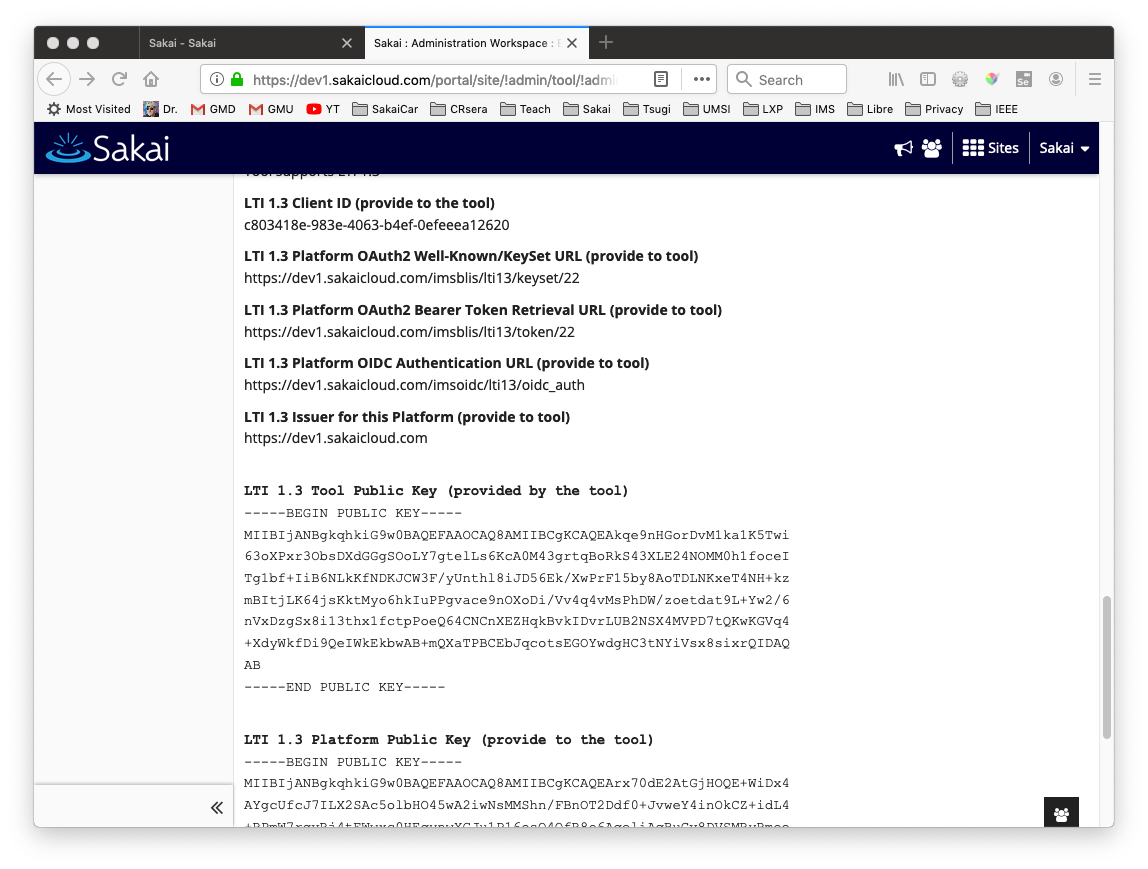 Sakai - Sakai
Sakai : Administration Workspace :
https://dev1.sakaicloud.com/portal/site/!admin/tool/!admi
Search
Most Visited Dr. GMD GMU YT SakaiCar CRsera Teach Sakai Tsugi UMSI LXP IMS Libre Privacy IEEE
Sakai
Sites
Sakai
LTI 1.3 Client ID (provide to the tool)
c803418e-983e-4063-b4ef-0efeeea12620
LTI 1.3 Platform OAuth2 Well-Known/KeySet URL (provide to tool)
https://dev1.sakaicloud.com/imsblis/lti13/keyset/22
LTI 1.3 Platform OAuth2 Bearer Token Retrieval URL (provide to tool)
https://dev1.sakaicloud.com/imsblis/lti13/token/22
LTI 1.3 Platform OIDC Authentication URL (provide to tool)
https://dev1.sakaicloud.com/imsoidc/lti13/oidc_auth
LTI 1.3 Issuer for this Platform (provide to tool)
https://dev1.sakaicloud.com
LTI 1.3 Tool Public Key (provided by the tool)
-----BEGIN PUBLIC KEY-----
MIIBIjANBgkqhkiG9w0BAQEFAAOCAQ8AMIIBCgKCAQEAkqe9nHGorDvM1ka1K5Twi
63oXPxr3ObsDXdGGgSOoLY7gtelLs6KcA0M43grtqBoRkS43XLE24NOMM0h1foceI
Tg1bf+IiB6NLkKfNDKJCW3F/yUnthl8iJD56Ek/XwPrF15by8AoTDLNKxeT4NH+kz
mBItjLK64jsKktMyo6hkIuPPgvace9nOXoDi/Vv4q4vMsPhDW/zoetdat9L+Yw2/6
nVxDzgSx8i13thx1fctpPoeQ64CNCnXEZHqkBvkIDvrLUB2NSX4MVPD7tQKwKGVq4
+XdyWkfDi9QeIWkEkbwAB+mQXaTPBCEbJqcotsEGOYwdgHC3tNYiVsx8sixrQIDAQ
AB
-----END PUBLIC KEY-----
LTI 1.3 Platform Public Key (provide to the tool)
-----BEGIN PUBLIC KEY-----
MIIBIjANBgkqhkiG9w0BAQEFAAOCAQ8AMIIBCgKCAQEArx70dE2AtGjHOQE+WiDx4
AYgcUfcJ7ILX2SAc5olbHO45wA2iwNsMMShn/FBnOT2Ddf0+JvweY4inOkCZ+idL4